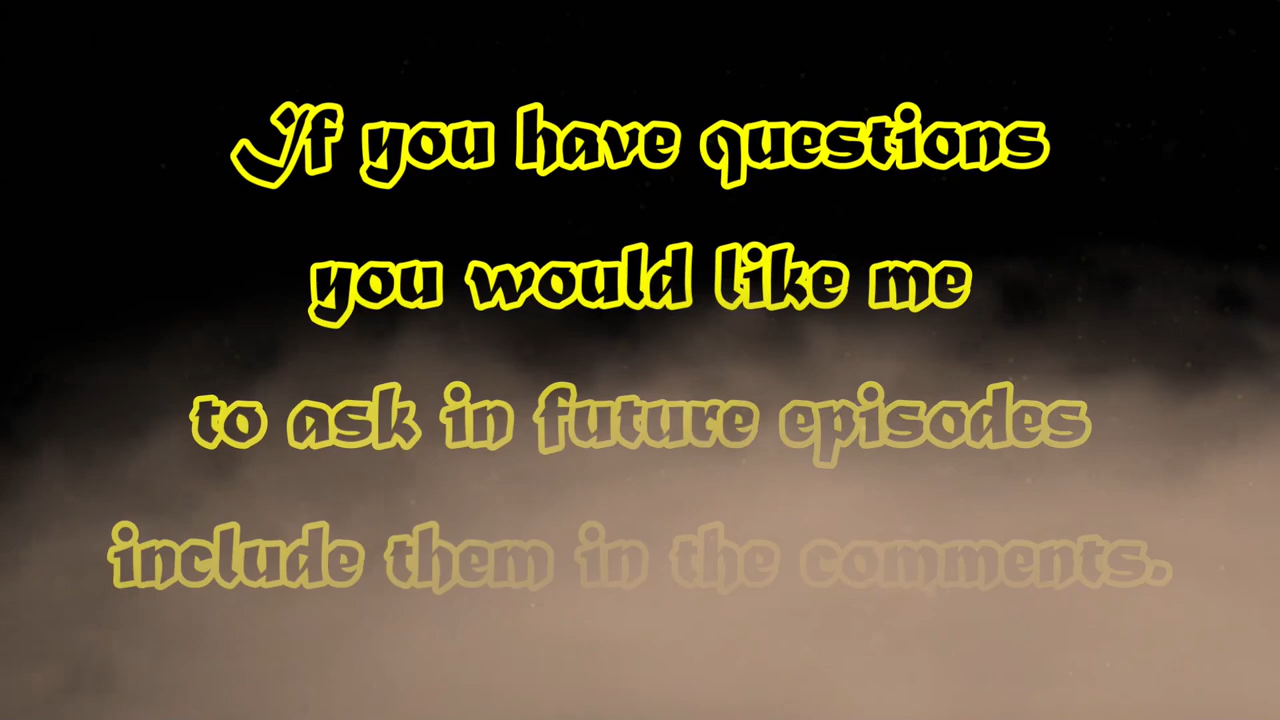 If you have questions
you would like me
to ask in future episodes
include them in the comments.